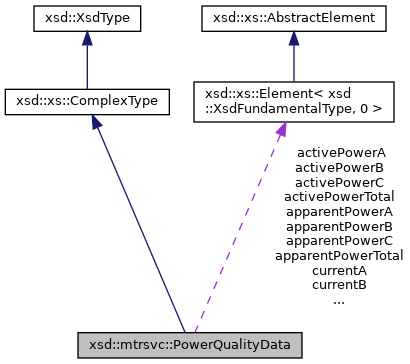 xsd::XsdType
xsd::xs::AbstractElement
xsd::xs::ComplexType
xsd::xs::Element< xsd
::XsdFundamentalType, 0 >
activePowerA
activePowerB
activePowerC
activePowerTotal
apparentPowerA
apparentPowerB
apparentPowerC
apparentPowerTotal
currentA
currentB
...
xsd::mtrsvc::PowerQualityData